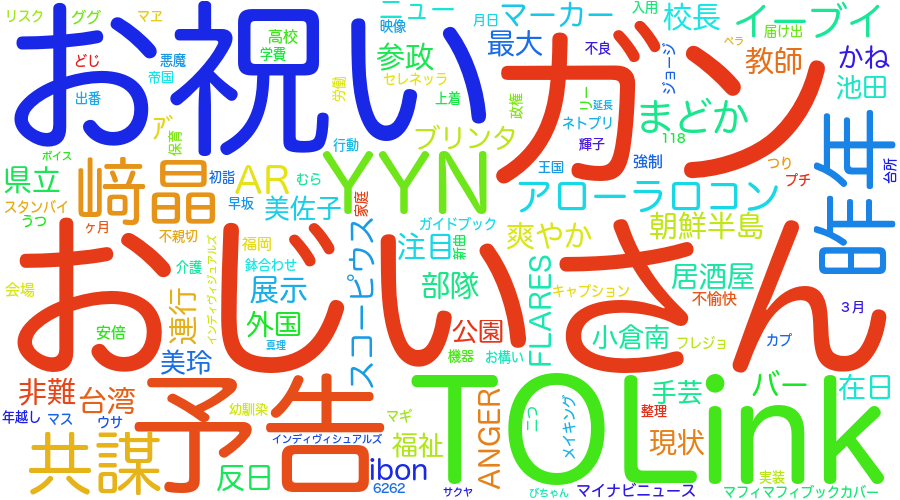 リスク
ググ
マヱ
ニュー
映像
月日
マーカー
入用
校長
イーブイ
届け出
お祝い
高校
学費
どじ
悪魔
帝国
出番
参政
セレネッラ
最大
不良
ガン
ジョージ
ペラ
教師
かね
池田
労働
上着
政権
リー
延長
ネトプリ
まどか
118
昨年
ア
保育
ブリンタ
行動
輝子
ボイス
県立
崎晶
初詣
AR
むら
YYN
王国
強制
つり
プチ
台所
スタンバイ
うつ
早坂
美佐子
家庭
アローラロコン
ヶ月
不親切
インディヴィジュアルズ
福岡
ガイドブック
注目
新曲
爽やか
朝鮮半島
おじいさん
介護
鉢合わせ
スコーピウス
会場
連行
展示
部隊
FLARES
キャプション
居酒屋
不愉快
3月
安倍
外国
公園
小倉南
フレジョ
カプ
美玲
真理
機器
お構い
非難
台湾
予告
幼馴染
マギ
TOLink
ANGER
二つ
メイキング
手芸
整理
バー
在日
年越し
マス
ウサ
共謀
インディヴィシュアルズ
福祉
現状
反日
ibon
6262
サクヤ
ぴちゃん
マイナビニュース
実装
マフィマフィブックカバー